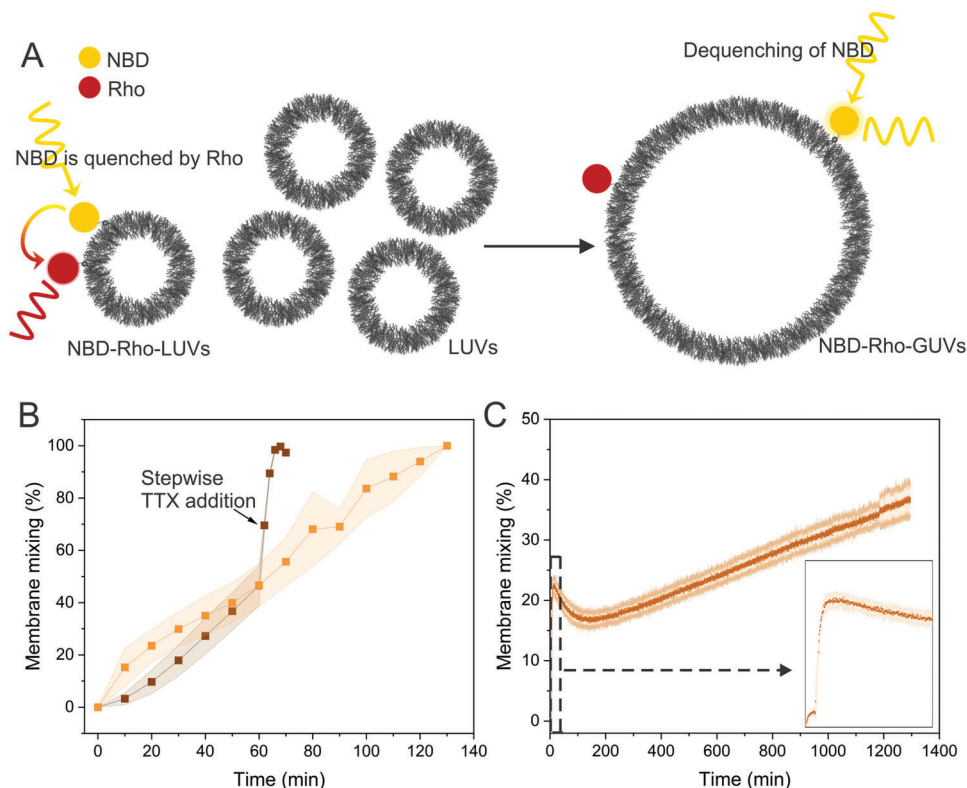 A
NBD
Rho
NBD is quenched by Rho
Dequenching of NBD
NBD-Rho-LUVs
LUVs
NBD-Rho-GUVs
B
Membrane mixing (%)
100
80
60
40
20
0
Stepwise
TTX addition
0 20 40 60 80 100 120 140
Time (min)
C
Membrane mixing (%)
50
40
30
20
10
0
0 200 400 600 800 1000 1200 1400
Time (min)